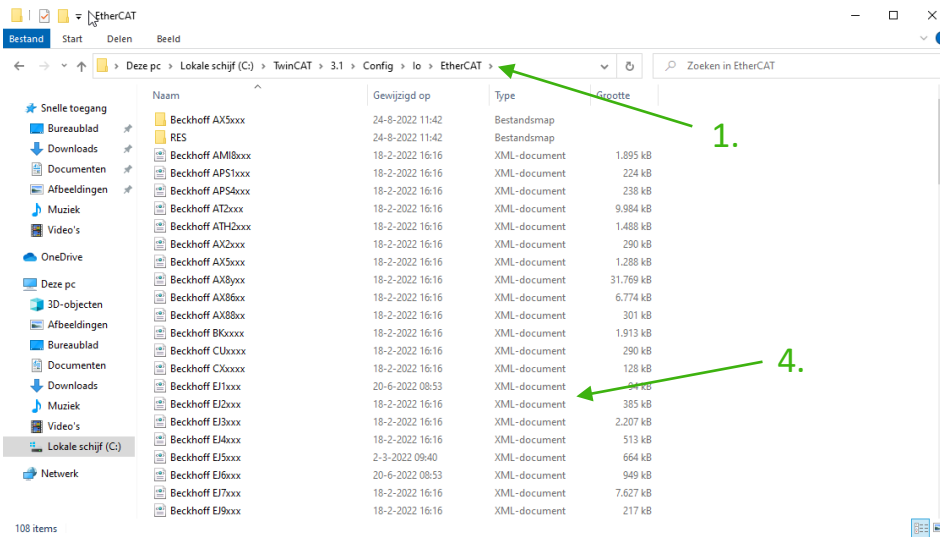 EtherCAT
Bestand Start Delen Beeld
Deze pc > Lokale schijf (C:) > TwinCAT > 3.1 > Config > Io > EtherCAT >
Zoeken in EtherCAT
Naam Gewijzigd op Type Grootte
Snelle toegang
Bureaublad
Downloads
Documenten
Afbeeldingen
Muziek
Video's
OneDrive
Deze pc
3D-objecten
Afbeeldingen
Bureaublad
Documenten
Downloads
Muziek
Video's
Lokale schijf (C:)
Netwerk
Beckhoff AX5xxx 24-8-2022 11:42 Bestandsmap
RES 24-8-2022 11:42 Bestandsmap
Beckhoff AMI8xxx 18-2-2022 16:16 XML-document 1.895 kB
Beckhoff APS1xxx 18-2-2022 16:16 XML-document 224 kB
Beckhoff APS4xxx 18-2-2022 16:16 XML-document 238 kB
Beckhoff AT2xxx 18-2-2022 16:16 XML-document 9.984 kB
Beckhoff ATH2xxx 18-2-2022 16:16 XML-document 1.488 kB
Beckhoff AX2xxx 18-2-2022 16:16 XML-document 290 kB
Beckhoff AX5xxx 18-2-2022 16:16 XML-document 1.288 kB
Beckhoff AX8yxx 18-2-2022 16:16 XML-document 31.769 kB
Beckhoff AX86xx 18-2-2022 16:16 XML-document 6.774 kB
Beckhoff AX88xx 18-2-2022 16:16 XML-document 301 kB
Beckhoff BKxxxx 18-2-2022 16:16 XML-document 1.913 kB
Beckhoff CUxxxx 18-2-2022 16:16 XML-document 290 kB
Beckhoff CXxxxx 18-2-2022 16:16 XML-document 128 kB
Beckhoff EJ1xxx 20-6-2022 08:53 XML-document 94 kB
Beckhoff EJ2xxx 18-2-2022 16:16 XML-document 385 kB
Beckhoff EJ3xxx 18-2-2022 16:16 XML-document 2.207 kB
Beckhoff EJ4xxx 18-2-2022 16:16 XML-document 513 kB
Beckhoff EJ5xxx 2-3-2022 09:40 XML-document 664 kB
Beckhoff EJ6xxx 20-6-2022 08:53 XML-document 949 kB
Beckhoff EJ7xxx 18-2-2022 16:16 XML-document 7.627 kB
Beckhoff EJ9xxx 18-2-2022 16:16 XML-document 217 kB
1.
4.
108 items